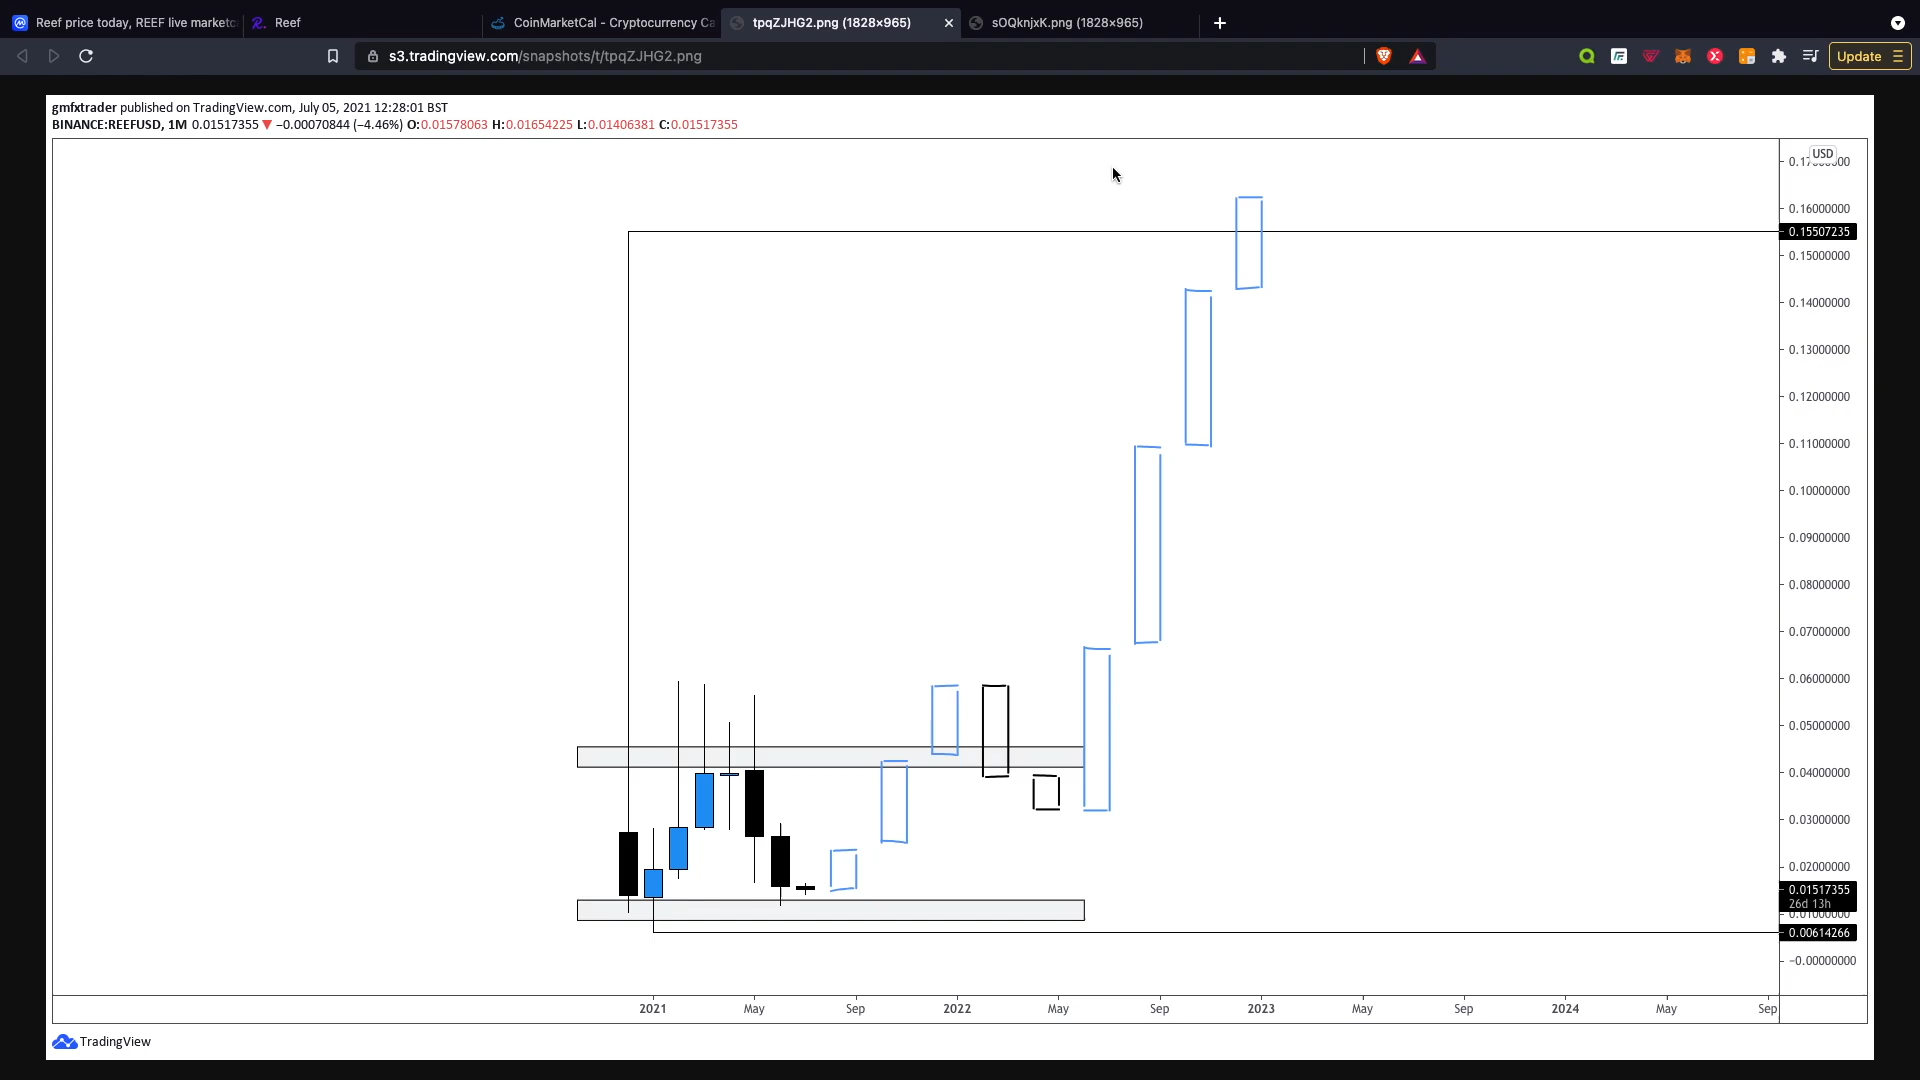 Reef price today, REEF live marketc
Reef
CoinMarketCal - Cryptocurrency Ca
tpqZJHG2.png (1828×965)
sOQknjxK.png (1828×965)
s3.tradingview.com/snapshots/t/tpqZJHG2.png
Update
gmfxtrader published on TradingView.com, July 05, 2021 12:28:01 BST
BINANCE:REEFUSD, 1M 0.01517355 ▼ −0.00070844 (−4.46%) O:0.01578063 H:0.01654225 L:0.01406381 C:0.01517355
USD
0.16000000
0.15507235
0.15000000
0.14000000
0.13000000
0.12000000
0.11000000
0.10000000
0.09000000
0.08000000
0.07000000
0.06000000
0.05000000
0.04000000
0.03000000
0.02000000
0.01517355
26d 13h
0.01000000
0.00614266
−0.00000000
2021 May Sep 2022 May Sep 2023 May Sep 2024 May Sep
TradingView